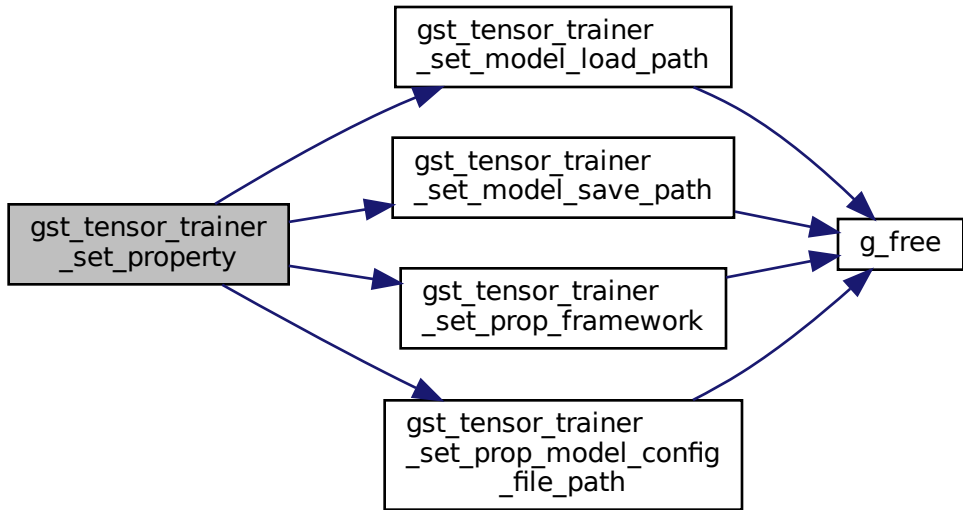 gst_tensor_trainer
_set_model_load_path
gst_tensor_trainer
_set_model_save_path
gst_tensor_trainer
_set_property
g_free
gst_tensor_trainer
_set_prop_framework
gst_tensor_trainer
_set_prop_model_config
_file_path